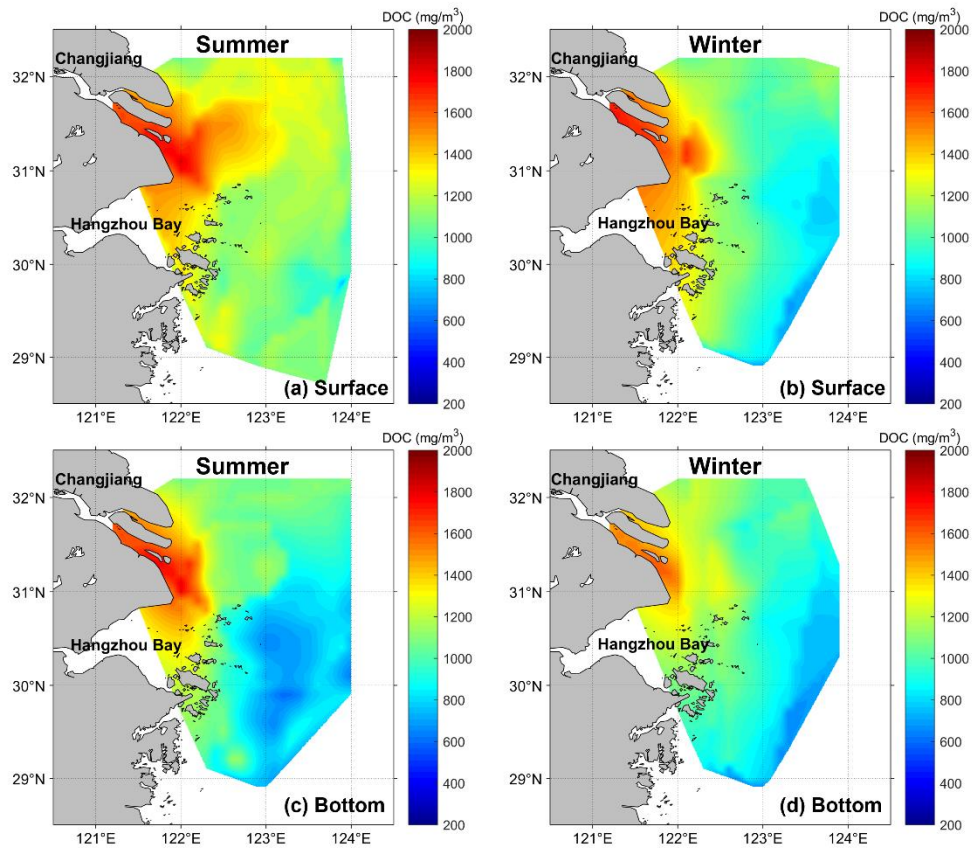 DOC (mg/m³)
Summer
Changjiang
Hangzhou Bay
(a) Surface
32°N
31°N
30°N
29°N
121°E 122°E 123°E 124°E
2000
1800
1600
1400
1200
1000
800
600
400
200
DOC (mg/m³)
Winter
Changjiang
Hangzhou Bay
(b) Surface
32°N
31°N
30°N
29°N
121°E 122°E 123°E 124°E
2000
1800
1600
1400
1200
1000
800
600
400
200
DOC (mg/m³)
Summer
Changjiang
Hangzhou Bay
(c) Bottom
32°N
31°N
30°N
29°N
121°E 122°E 123°E 124°E
2000
1800
1600
1400
1200
1000
800
600
400
200
DOC (mg/m³)
Winter
Changjiang
Hangzhou Bay
(d) Bottom
32°N
31°N
30°N
29°N
121°E 122°E 123°E 124°E
2000
1800
1600
1400
1200
1000
800
600
400
200